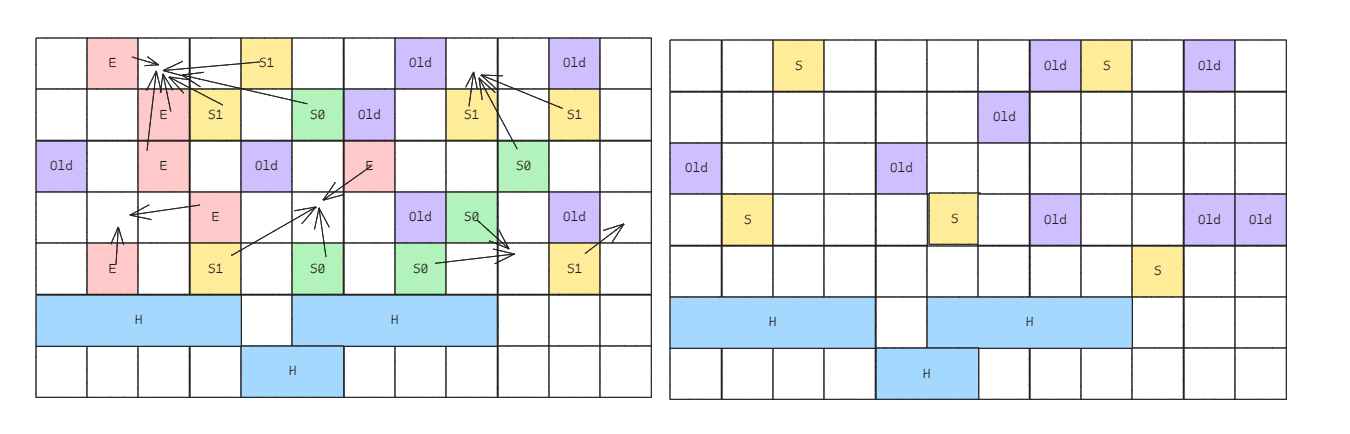 E S1 Old Old
E S1 S0 Old S1 S1
Old E Old E S0
E Old S0 Old
E S1 S0 S0 S1
H H
H
S Old S Old
Old
Old Old
S S Old Old Old
S
H H
H